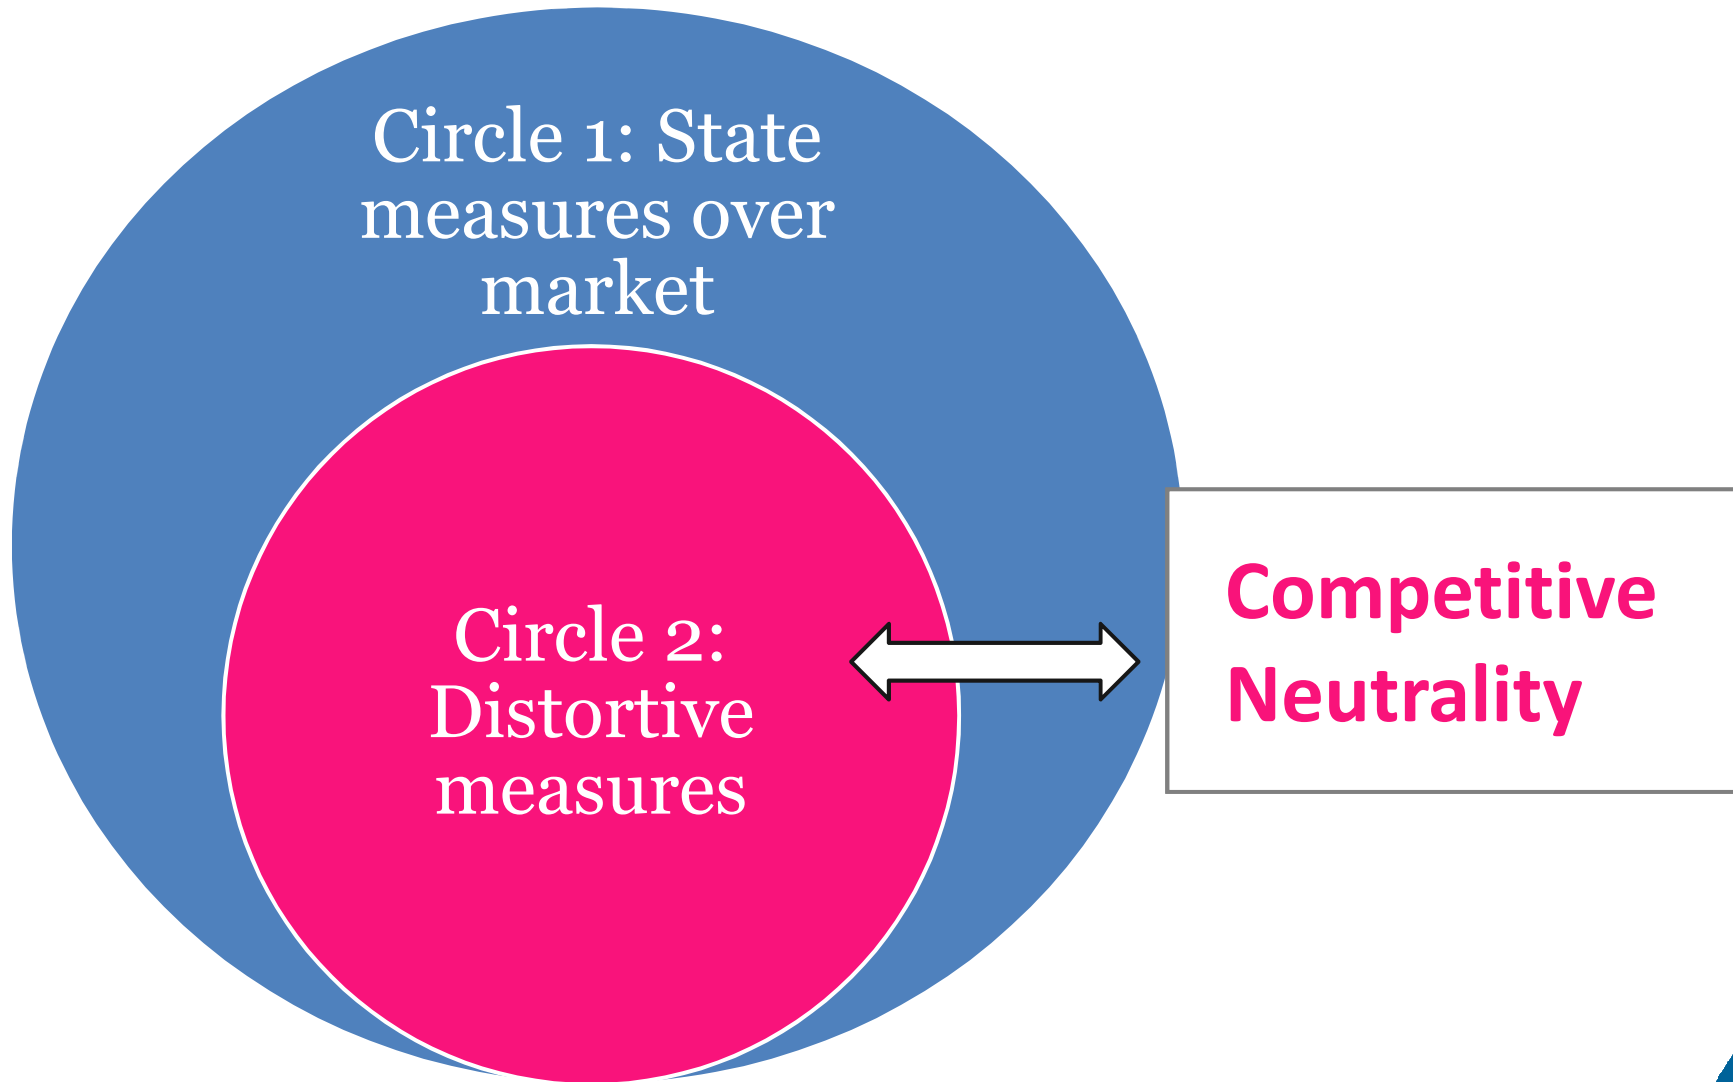 Circle 1: State
measures over
market
Circle 2:
Distortive
measures
Competitive
Neutrality